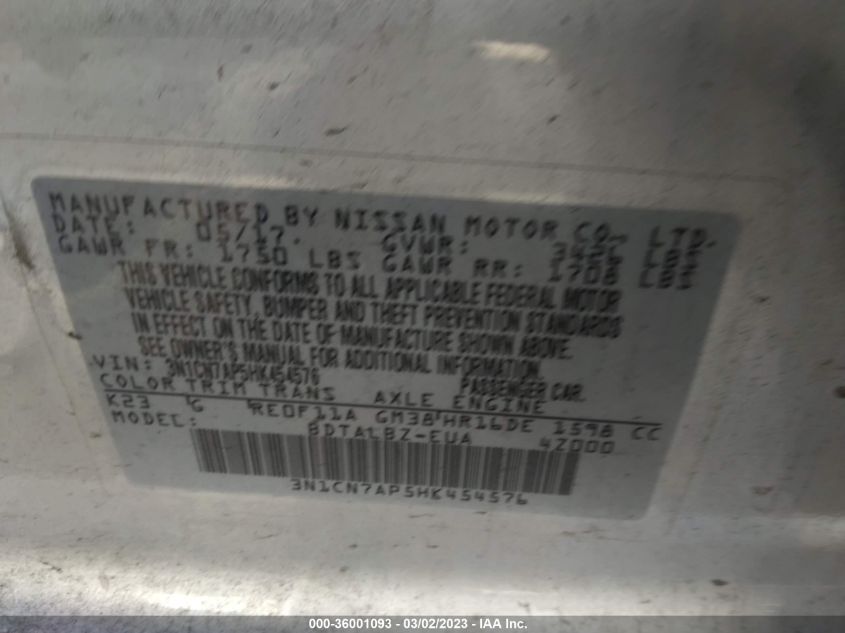 MANUFACTURED BY NISSAN MOTOR CO. LTD.
DATE: 05/17. GVWR: LBS
GAWR FR: 1750 LBS GAWR RR: 1708 LBS
THIS VEHICLE CONFORMS TO ALL APPLICABLE FEDERAL MOTOR
VEHICLE SAFETY, BUMPER AND THEFT PREVENTION STANDARDS
IN EFFECT ON THE DATE OF MANUFACTURE SHOWN ABOVE.
SEE OWNER'S MANUAL FOR ADDITIONAL INFORMATION.
VIN: 3N1CN7AP5HK454576 PASSENGER CAR.
COLOR TRIM TRANS AXLE ENGINE
K23 G RE0F11A GM38 HR16DE 1598 CC
MODEL: BDTALBZ-EUA 4Z000
3N1CN7AP5HK454576
000-36001093 - 03/02/2023 - IAA Inc.